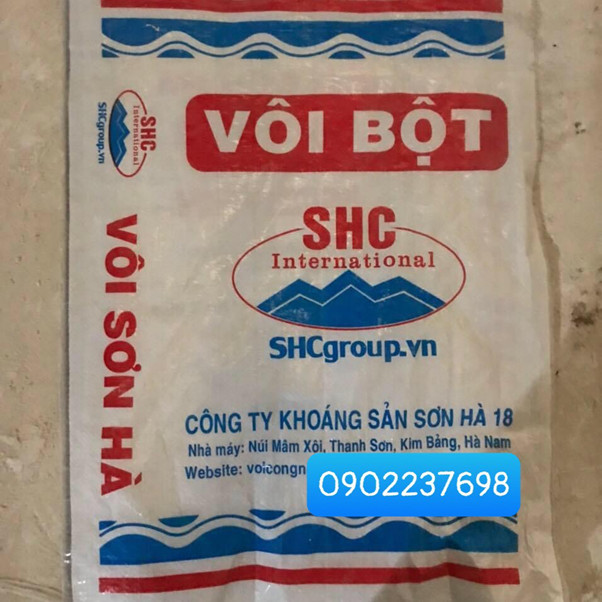 VÔI BỘT
SHC
International
SHCgroup.vn
CÔNG TY KHOÁNG SẢN SƠN HÀ 18
Nhà máy: Núi Mâm Xôi, Thanh Sơn, Kim Bảng, Hà Nam
Website:
0902237698
SHC
International
SHCgroup.vn
VÔI SƠN HÀ